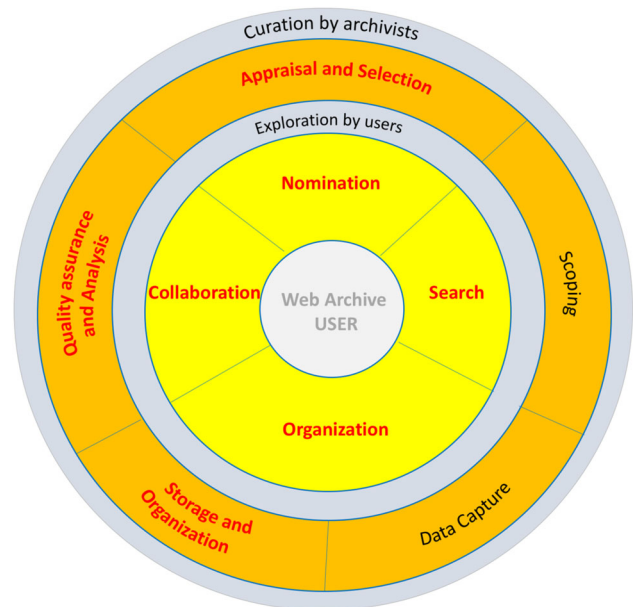 Curation by archivists
Appraisal and Selection
Exploration by users
Nomination
Quality assurance
and Analysis
Scoping
Collaboration
Web Archive
USER
Search
Organization
Storage and
Organization
Data Capture